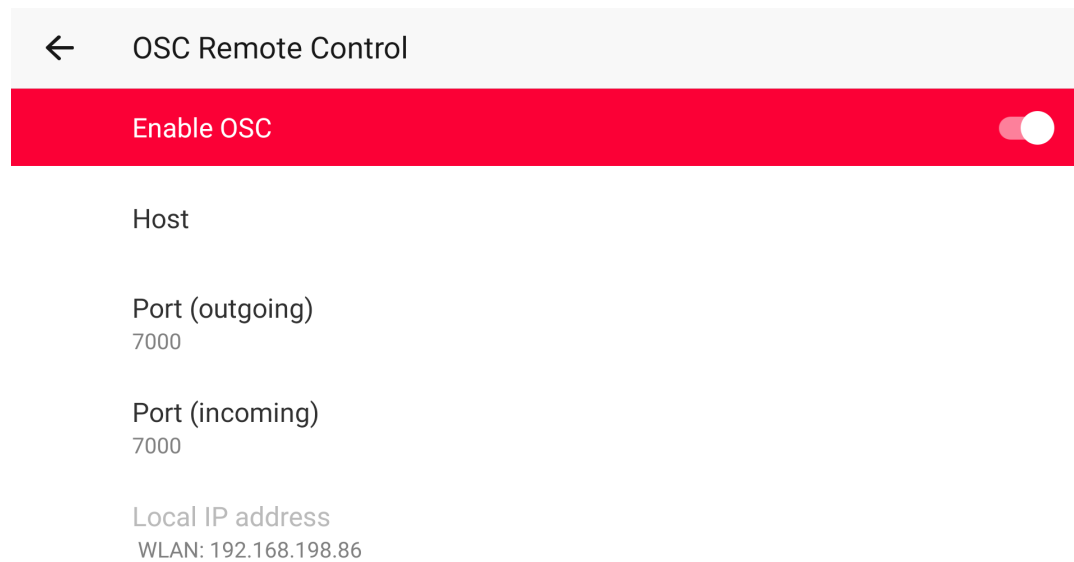 OSC Remote Control
Enable OSC
Host
Port (outgoing)
7000
Port (incoming)
7000
Local IP address
WLAN: 192.168.198.86